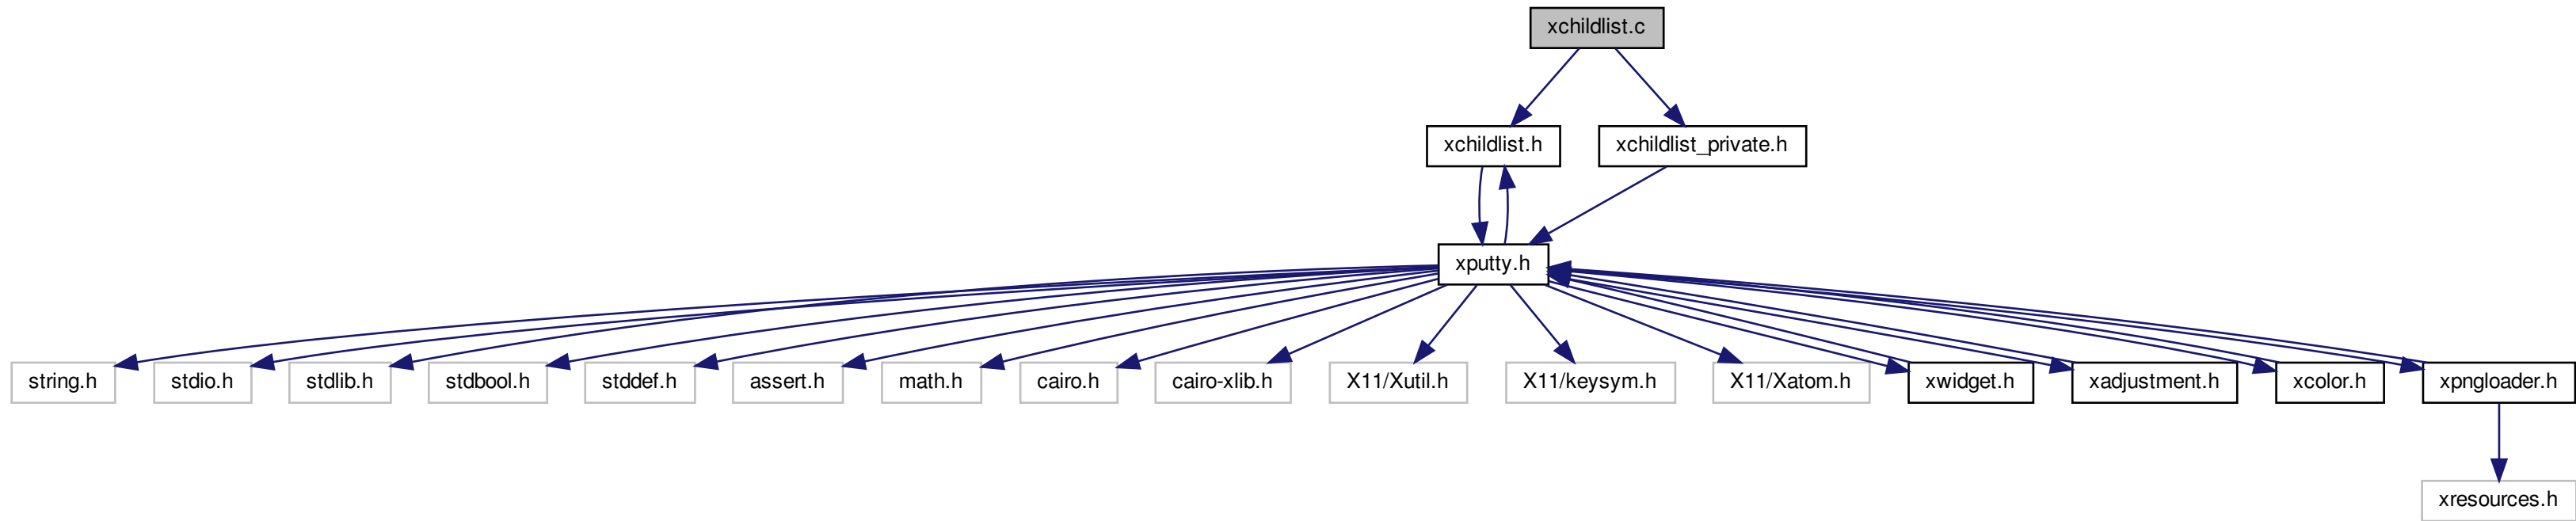 xchildlist.c
xchildlist.h
xchildlist_private.h
xputty.h
string.h
stdio.h
stdlib.h
stdbool.h
stddef.h
assert.h
math.h
cairo.h
cairo-xlib.h
X11/Xutil.h
X11/keysym.h
X11/Xatom.h
xwidget.h
xadjustment.h
xcolor.h
xpngloader.h
xresources.h